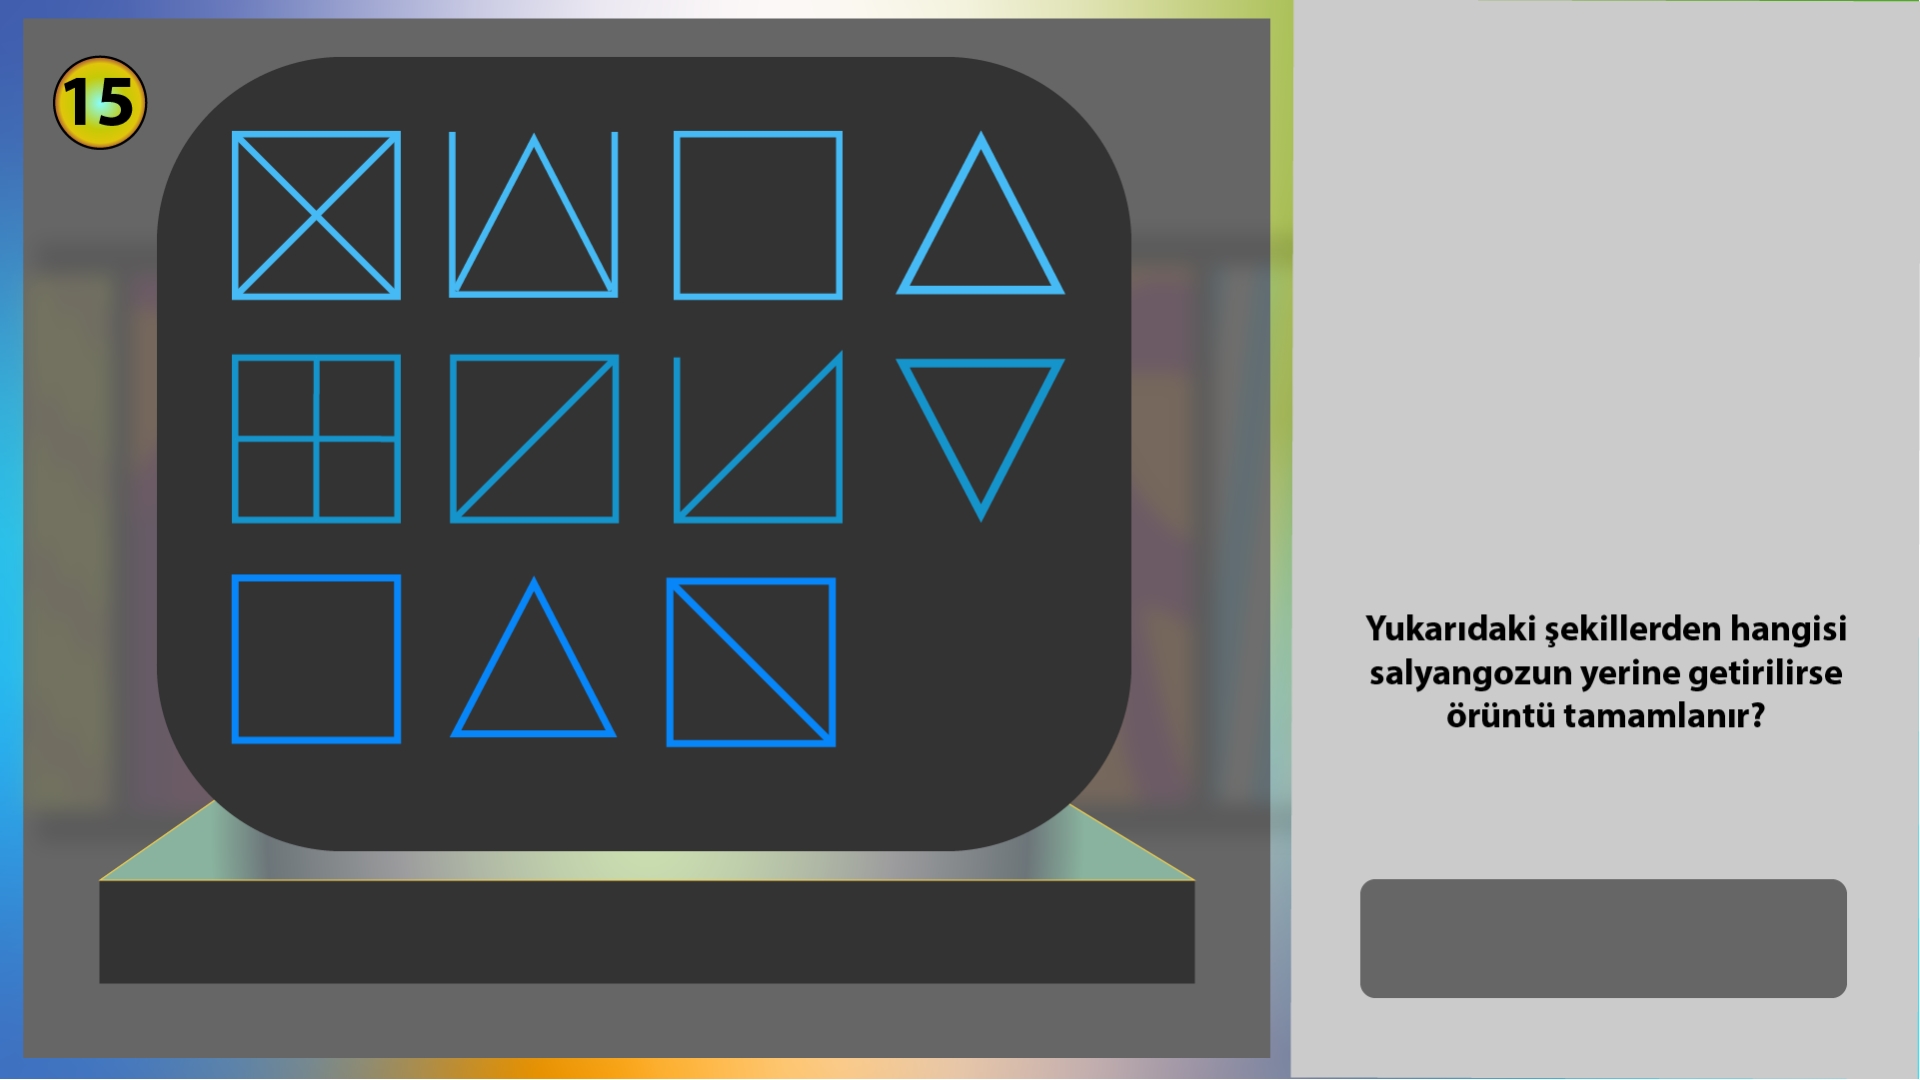 15
Yukarıdaki şekillerden hangisi
salyangozun yerine getirilirse
örüntü tamamlanır?